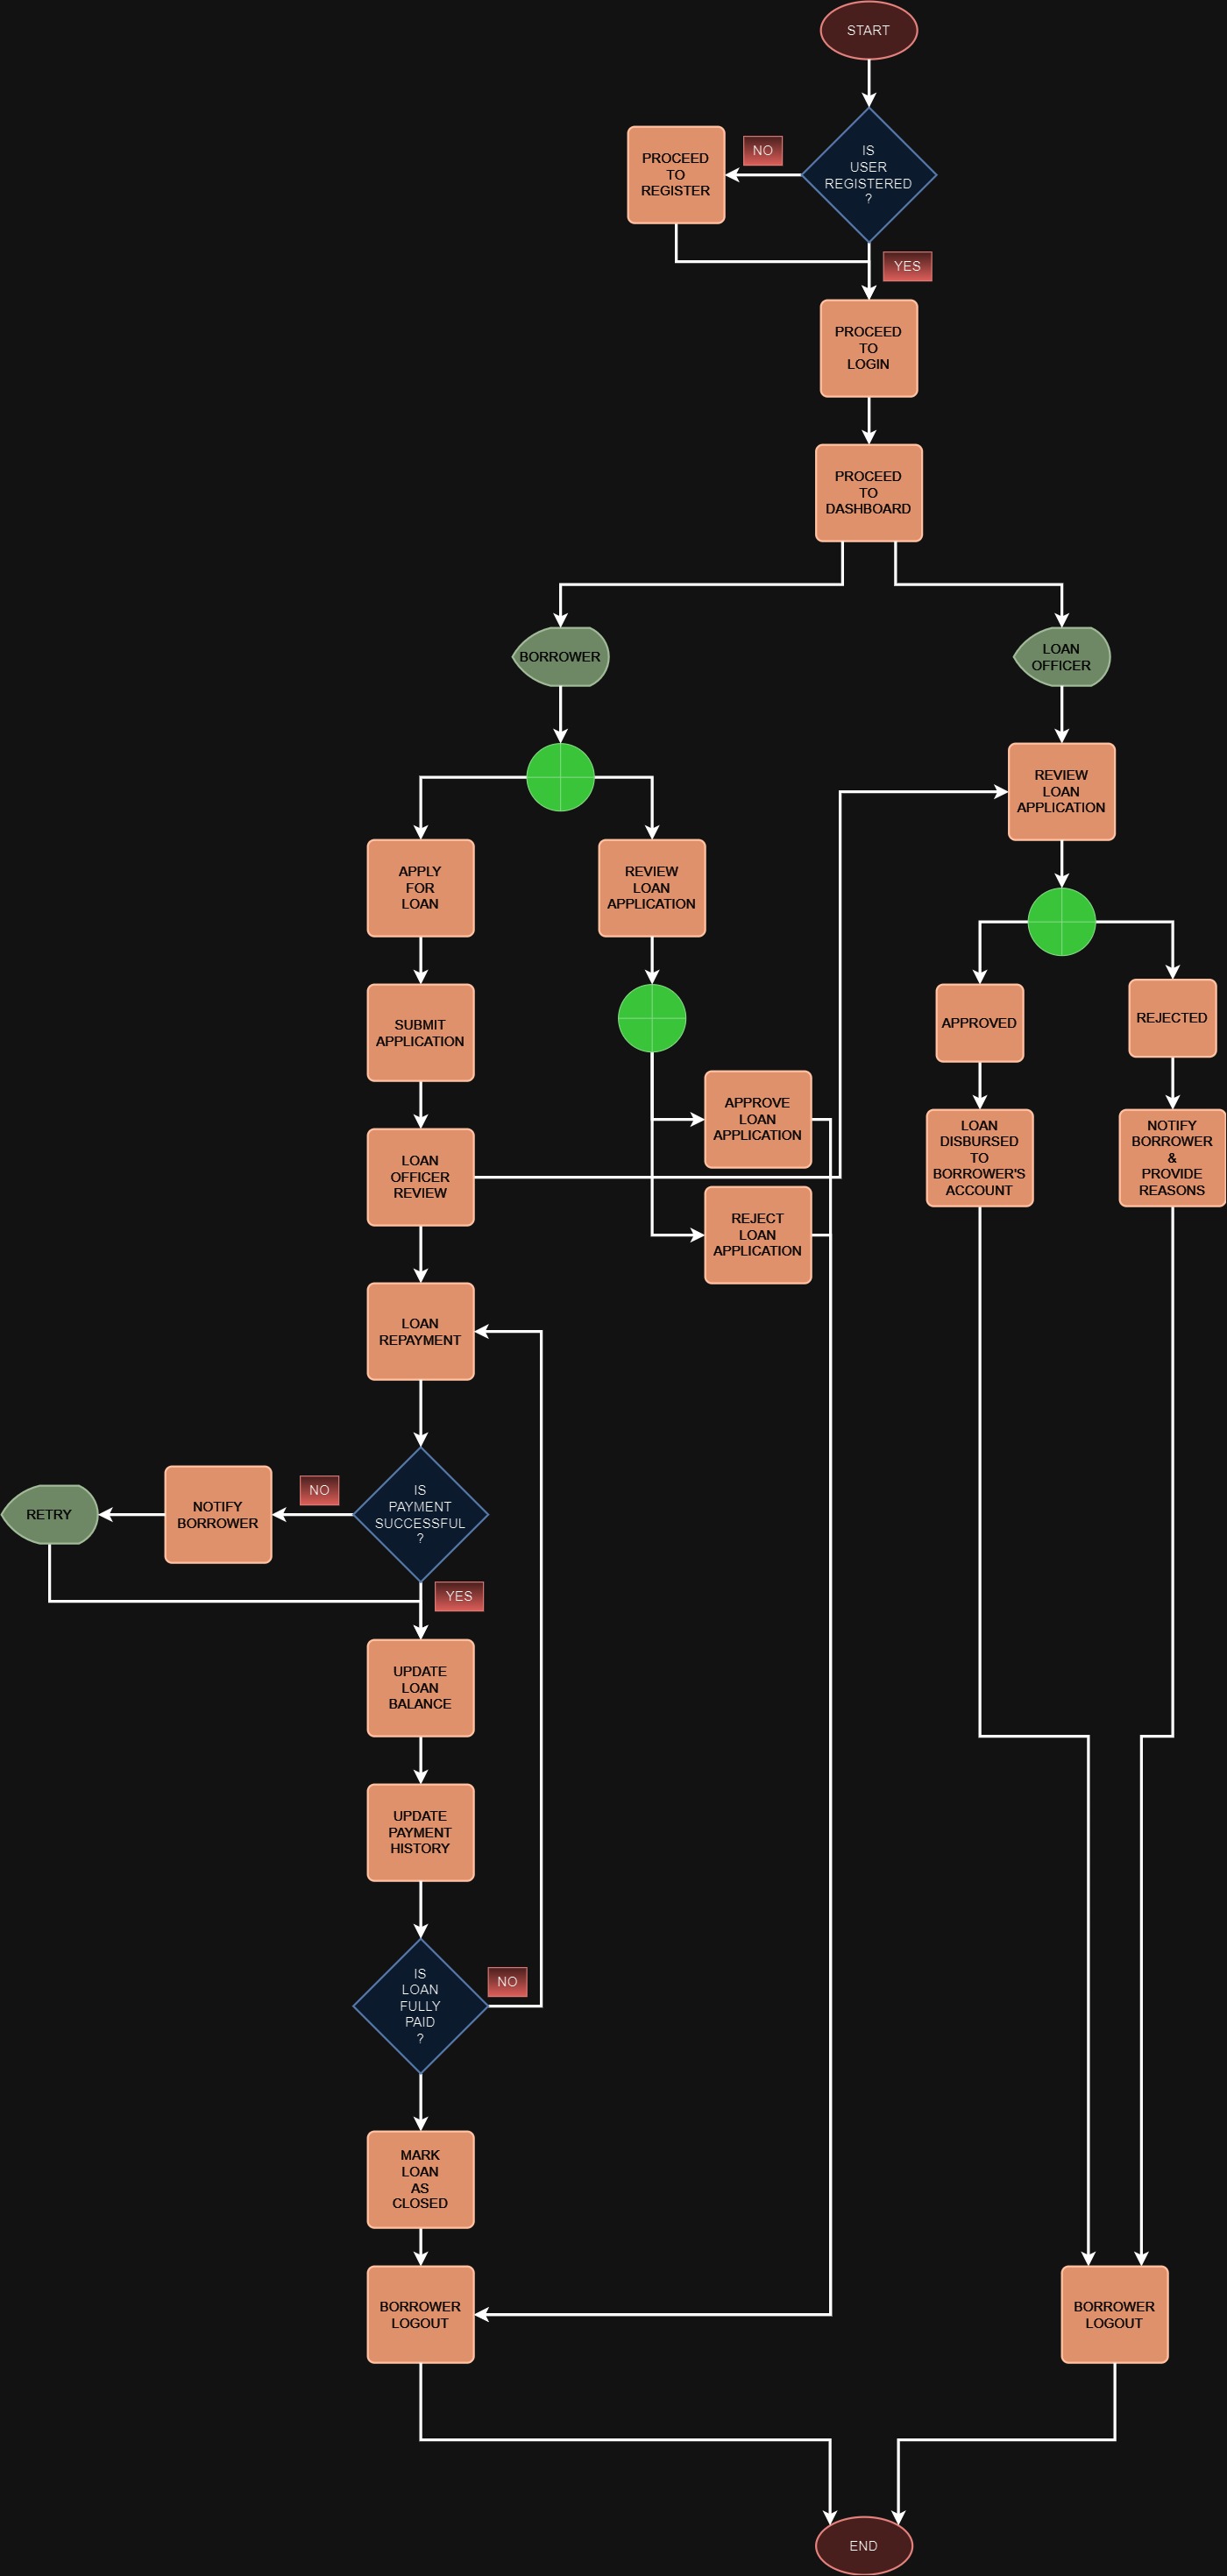 START
IS
USER
REGISTERED
?
NO
PROCEED
TO
REGISTER
YES
PROCEED
TO
LOGIN
PROCEED
TO
DASHBOARD
BORROWER
LOAN
OFFICER
REVIEW
LOAN
APPLICATION
APPLY
FOR
LOAN
REVIEW
LOAN
APPLICATION
APPROVED
REJECTED
SUBMIT
APPLICATION
APPROVE
LOAN
APPLICATION
LOAN
DISBURSED
TO
BORROWER'S
ACCOUNT
NOTIFY
BORROWER
&
PROVIDE
REASONS
LOAN
OFFICER
REVIEW
REJECT
LOAN
APPLICATION
LOAN
REPAYMENT
IS
PAYMENT
SUCCESSFUL
?
NO
NOTIFY
BORROWER
RETRY
YES
UPDATE
LOAN
BALANCE
UPDATE
PAYMENT
HISTORY
IS
LOAN
FULLY
PAID
?
NO
MARK
LOAN
AS
CLOSED
BORROWER
LOGOUT
BORROWER
LOGOUT
END